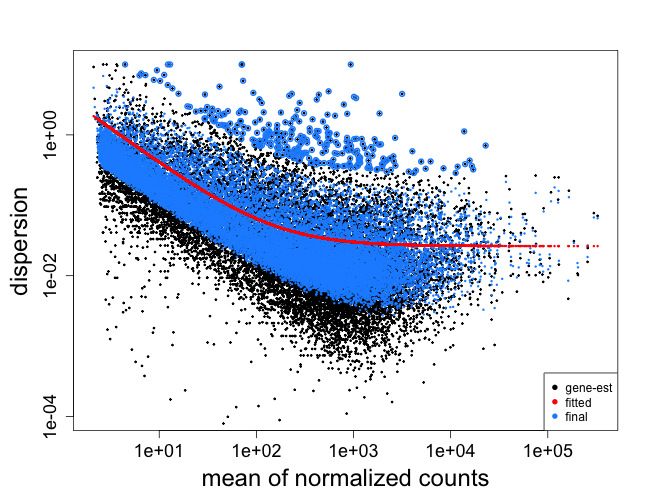 dispersion
1e+00
1e-02
1e-04
gene-est
fitted
final
1e+01
1e+02
1e+03
1e+04
1e+05
mean of normalized counts